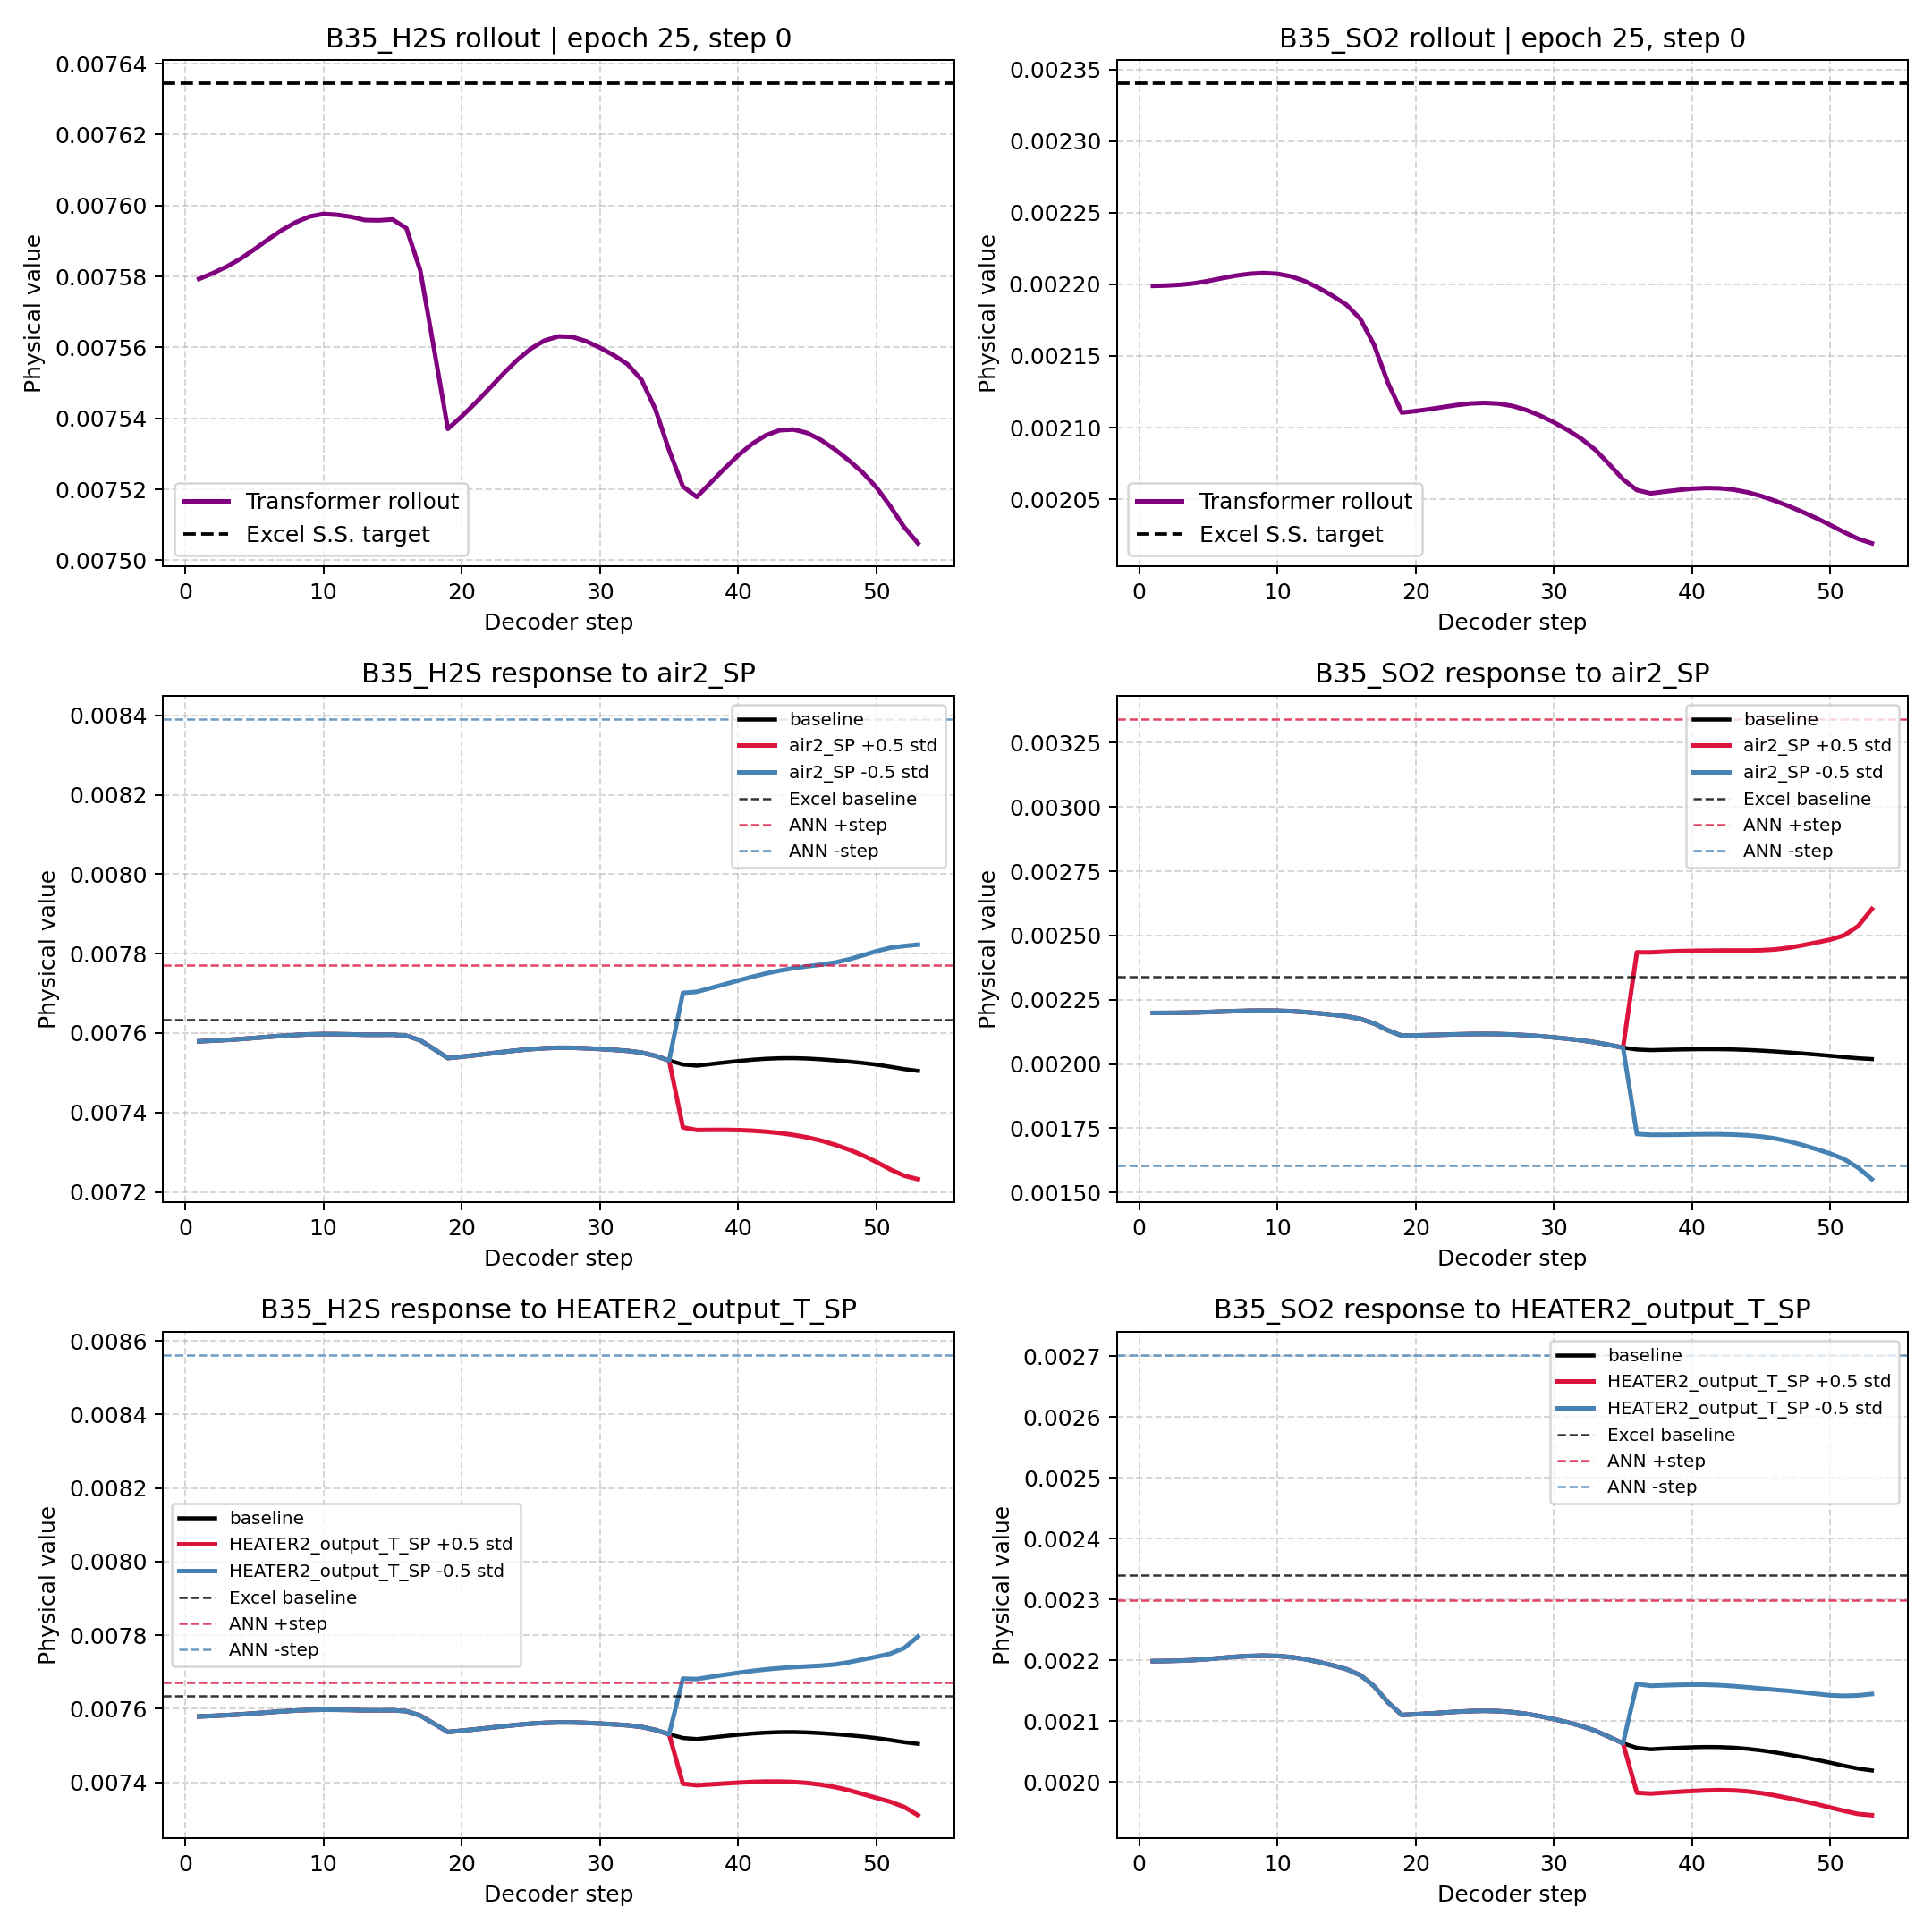 B35_H2S rollout | epoch 25, step 0
0.00764
0.00762
0.00760
0.00758
0.00756
0.00754
0.00752
0.00750
Physical value
Transformer rollout
Excel S.S. target
0 10 20 30 40 50
Decoder step
B35_SO2 rollout | epoch 25, step 0
0.00235
0.00230
0.00225
0.00220
0.00215
0.00210
0.00205
Physical value
Transformer rollout
Excel S.S. target
0 10 20 30 40 50
Decoder step
B35_H2S response to air2_SP
0.0084
0.0082
0.0080
0.0078
0.0076
0.0074
0.0072
Physical value
baseline
air2_SP +0.5 std
air2_SP -0.5 std
Excel baseline
ANN +step
ANN -step
0 10 20 30 40 50
Decoder step
B35_SO2 response to air2_SP
0.00325
0.00300
0.00275
0.00250
0.00225
0.00200
0.00175
0.00150
Physical value
baseline
air2_SP +0.5 std
air2_SP -0.5 std
Excel baseline
ANN +step
ANN -step
0 10 20 30 40 50
Decoder step
B35_H2S response to HEATER2_output_T_SP
0.0086
0.0084
0.0082
0.0080
0.0078
0.0076
0.0074
Physical value
baseline
HEATER2_output_T_SP +0.5 std
HEATER2_output_T_SP -0.5 std
Excel baseline
ANN +step
ANN -step
0 10 20 30 40 50
Decoder step
B35_SO2 response to HEATER2_output_T_SP
0.0027
0.0026
0.0025
0.0024
0.0023
0.0022
0.0021
0.0020
Physical value
baseline
HEATER2_output_T_SP +0.5 std
HEATER2_output_T_SP -0.5 std
Excel baseline
ANN +step
ANN -step
0 10 20 30 40 50
Decoder step